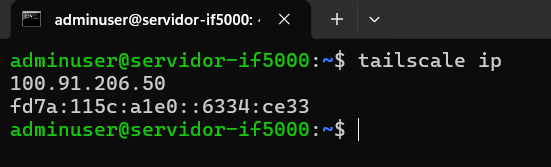 adminuser@servidor-if5000: ~
adminuser@servidor-if5000:~$ tailscale ip
100.91.206.50
fd7a:115c:a1e0::6334:ce33
adminuser@servidor-if5000:~$